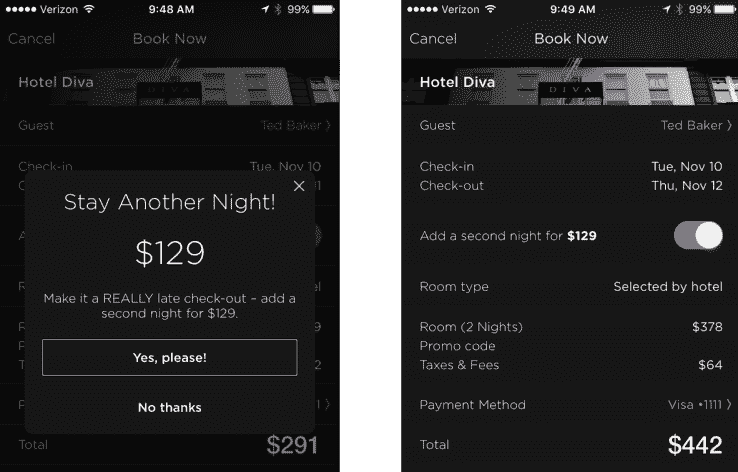 Verizon 9:48 AM 99%
Cancel Book Now
Hotel Diva
DIVA
Guest Ted Baker
Check-in Tue, Nov 10
Stay Another Night!
$129
Make it a REALLY late check-out – add a
second night for $129.
Yes, please!
No thanks
Total $291
Verizon 9:49 AM 99%
Cancel Book Now
Hotel Diva
DIVA
Guest Ted Baker
Check-in Tue, Nov 10
Check-out Thu, Nov 12
Add a second night for $129
Room type Selected by hotel
Room (2 Nights) $378
Promo code
Taxes & Fees $64
Payment Method Visa •1111
Total $442